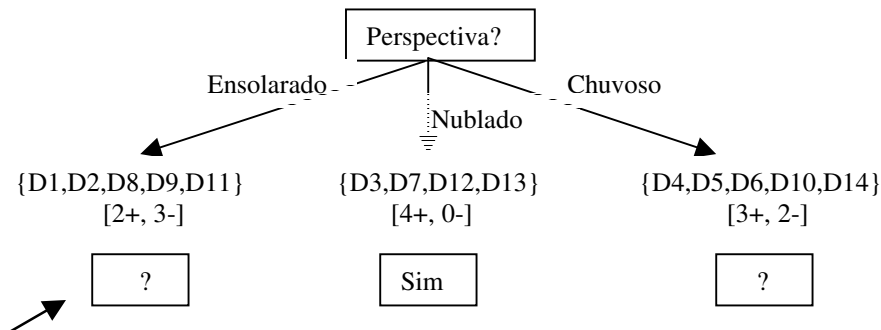 Perspectiva?
Ensolarado
Chuvoso
Nublado
{D1,D2,D8,D9,D11}
{D3,D7,D12,D13}
{D4,D5,D6,D10,D14}
[2+, 3-]
[4+, 0-]
[3+, 2-]
?
Sim
?